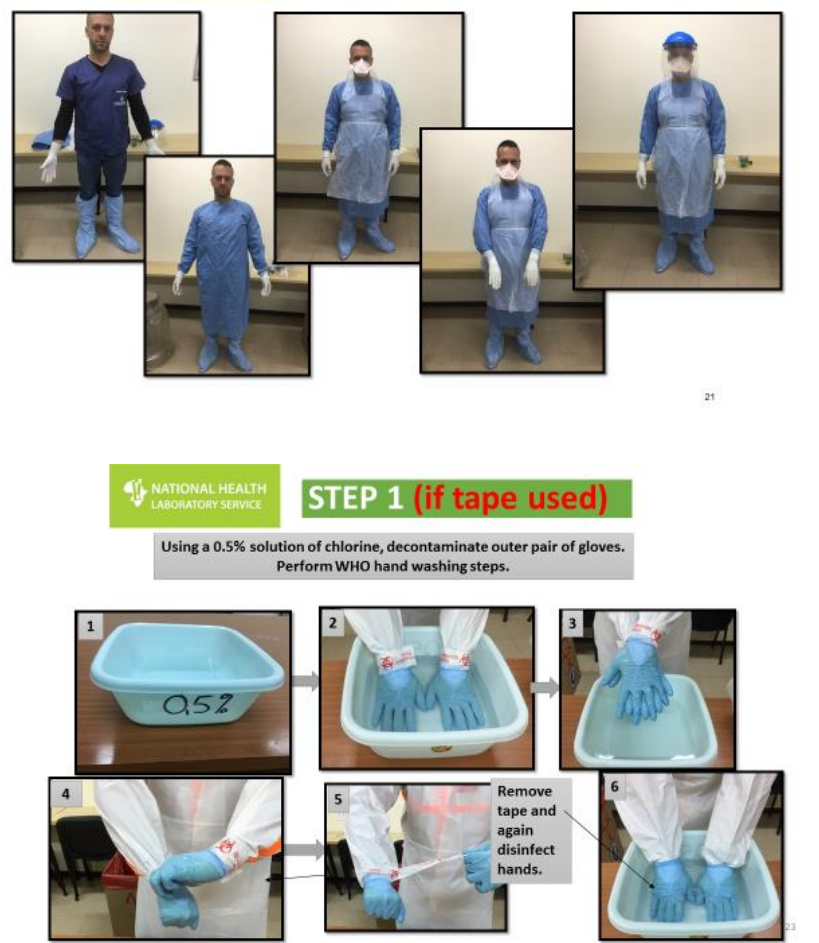 21
NATIONAL HEALTH
LABORATORY SERVICE
STEP 1 (if tape used)
Using a 0.5% solution of chlorine, decontaminate outer pair of gloves.
Perform WHO hand washing steps.
1
0,5%
2
3
4
5
Remove
tape and
again
disinfect
hands.
6
23